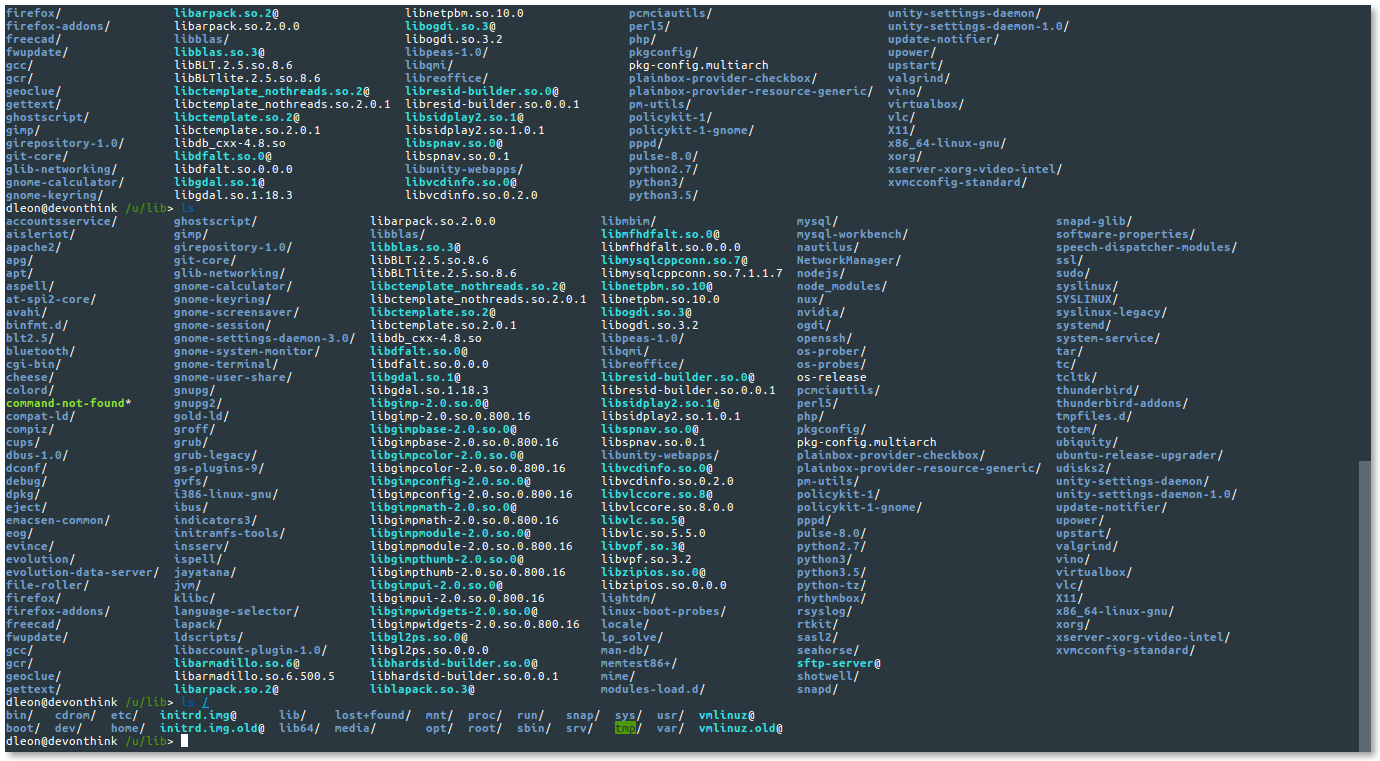 firefox/ libarpack.so.2@ libnetpbm.so.10.0 pcmciautils/ unity-settings-daemon/
firefox-addons/ libarpack.so.2.0.0 libogdi.so.3@ perl5/ unity-settings-daemon-1.0/
freecad/ libblas/ libogdi.so.3.2 php/ update-notifier/
fwupdate/ libblas.so.3@ libpeas-1.0/ pkgconfig/ upower/
gcc/ libBLT.2.5.so.8.6 libqmi/ pkg-config.multiarch upstart/
gcr/ libBLTlite.2.5.so.8.6 libreoffice/ plainbox-provider-checkbox/ valgrind/
geoclue/ libctemplate_nothreads.so.2@ libresid-builder.so.0@ plainbox-provider-resource-generic/ vino/
gettext/ libctemplate_nothreads.so.2.0.1 libresid-builder.so.0.0.1 pm-utils/ virtualbox/
ghostscript/ libctemplate.so.2@ libsidplay2.so.1@ policykit-1/ vlc/
gimp/ libctemplate.so.2.0.1 libsidplay2.so.1.0.1 policykit-1-gnome/ X11/
girepository-1.0/ libdb_cxx-4.8.so libspnav.so.0@ pppd/ x86_64-linux-gnu/
git-core/ libdfalt.so.0@ libspnav.so.0.1 pulse-8.0/ xorg/
glib-networking/ libdfalt.so.0.0.0 libunity-webapps/ python2.7/ xserver-xorg-video-intel/
gnome-calculator/ libgdal.so.1@ libvcdinfo.so.0@ python3/ xvmcconfig-standard/
gnome-keyring/ libgdal.so.1.18.3 libvcdinfo.so.0.2.0 python3.5/
dleon@devonthink /u/lib> ls
accountsservice/ ghostscript/ libarpack.so.2.0.0 libmbim/ mysql/ snapd-glib/
aisleriot/ gimp/ libblas/ libmfhdfalt.so.0@ mysql-workbench/ software-properties/
apache2/ girepository-1.0/ libblas.so.3@ libmfhdfalt.so.0.0.0 nautilus/ speech-dispatcher-modules/
apg/ git-core/ libBLT.2.5.so.8.6 libmysqlcppconn.so.7@ NetworkManager/ ssl/
apt/ glib-networking/ libBLTlite.2.5.so.8.6 libmysqlcppconn.so.7.1.1.7 nodejs/ sudo/
aspell/ gnome-calculator/ libctemplate_nothreads.so.2@ libnetpbm.so.10@ node_modules/ syslinux/
at-spi2-core/ gnome-keyring/ libctemplate_nothreads.so.2.0.1 libnetpbm.so.10.0 nux/ SYSLINUX/
avahi/ gnome-screensaver/ libctemplate.so.2@ libogdi.so.3@ nvidia/ syslinux-legacy/
binfmt.d/ gnome-session/ libctemplate.so.2.0.1 libogdi.so.3.2 ogdi/ systemd/
blt2.5/ gnome-settings-daemon-3.0/ libdb_cxx-4.8.so libpeas-1.0/ openssh/ system-service/
bluetooth/ gnome-system-monitor/ libdfalt.so.0@ libqmi/ os-prober/ tar/
cgi-bin/ gnome-terminal/ libdfalt.so.0.0.0 libreoffice/ os-probes/ tc/
cheese/ gnome-user-share/ libgdal.so.1@ libresid-builder.so.0@ os-release tcltk/
colord/ gnupg/ libgdal.so.1.18.3 libresid-builder.so.0.0.1 pcmciautils/ thunderbird/
command-not-found* gnupg2/ libgimp-2.0.so.0@ libsidplay2.so.1@ perl5/ thunderbird-addons/
compat-ld/ gold-ld/ libgimp-2.0.so.0.800.16 libsidplay2.so.1.0.1 php/ tmpfiles.d/
compiz/ groff/ libgimpbase-2.0.so.0@ libspnav.so.0@ pkgconfig/ totem/
cups/ grub/ libgimpbase-2.0.so.0.800.16 libspnav.so.0.1 pkg-config.multiarch ubiquity/
dbus-1.0/ grub-legacy/ libgimpcolor-2.0.so.0@ libunity-webapps/ plainbox-provider-checkbox/ ubuntu-release-upgrader/
dconf/ gs-plugins-9/ libgimpcolor-2.0.so.0.800.16 libvcdinfo.so.0@ plainbox-provider-resource-generic/ udisks2/
debug/ gvfs/ libgimpconfig-2.0.so.0@ libvcdinfo.so.0.2.0 pm-utils/ unity-settings-daemon/
dpkg/ i386-linux-gnu/ libgimpconfig-2.0.so.0.800.16 libvlccore.so.8@ policykit-1/ unity-settings-daemon-1.0/
eject/ ibus/ libgimpmath-2.0.so.0@ libvlccore.so.8.0.0 policykit-1-gnome/ update-notifier/
emacsen-common/ indicators3/ libgimpmath-2.0.so.0.800.16 libvlc.so.5@ pppd/ upower/
eog/ initramfs-tools/ libgimpmodule-2.0.so.0@ libvlc.so.5.5.0 pulse-8.0/ upstart/
evince/ insserv/ libgimpmodule-2.0.so.0.800.16 libvpf.so.3@ python2.7/ valgrind/
evolution/ ispell/ libgimpthumb-2.0.so.0@ libvpf.so.3.2 python3/ vino/
evolution-data-server/ jayatana/ libgimpthumb-2.0.so.0.800.16 libzipios.so.0@ python3.5/ virtualbox/
file-roller/ jvm/ libgimpui-2.0.so.0@ libzipios.so.0.0.0 python-tz/ vlc/
firefox/ klibc/ libgimpui-2.0.so.0.800.16 lightdm/ rhythmbox/ X11/
firefox-addons/ language-selector/ libgimpwidgets-2.0.so.0@ linux-boot-probes/ rsyslog/ x86_64-linux-gnu/
freecad/ lapack/ libgimpwidgets-2.0.so.0.800.16 locale/ rtkit/ xorg/
fwupdate/ ldscripts/ libgl2ps.so.0@ lp_solve/ sasl2/ xserver-xorg-video-intel/
gcc/ libaccount-plugin-1.0/ libgl2ps.so.0.0.0 man-db/ seahorse/ xvmcconfig-standard/
gcr/ libarmadillo.so.6@ libhardsid-builder.so.0@ memtest86+/ sftp-server@
geoclue/ libarmadillo.so.6.500.5 libhardsid-builder.so.0.0.1 mime/ shotwell/
gettext/ libarpack.so.2@ liblapack.so.3@ modules-load.d/ snapd/
dleon@devonthink /u/lib> ls /
bin/ cdrom/ etc/ initrd.img@ lib/ lost+found/ mnt/ proc/ run/ snap/ sys/ usr/ vmlinuz@
boot/ dev/ home/ initrd.img.old@ lib64/ media/ opt/ root/ sbin/ srv/ tmp/ var/ vmlinuz.old@
dleon@devonthink /u/lib>